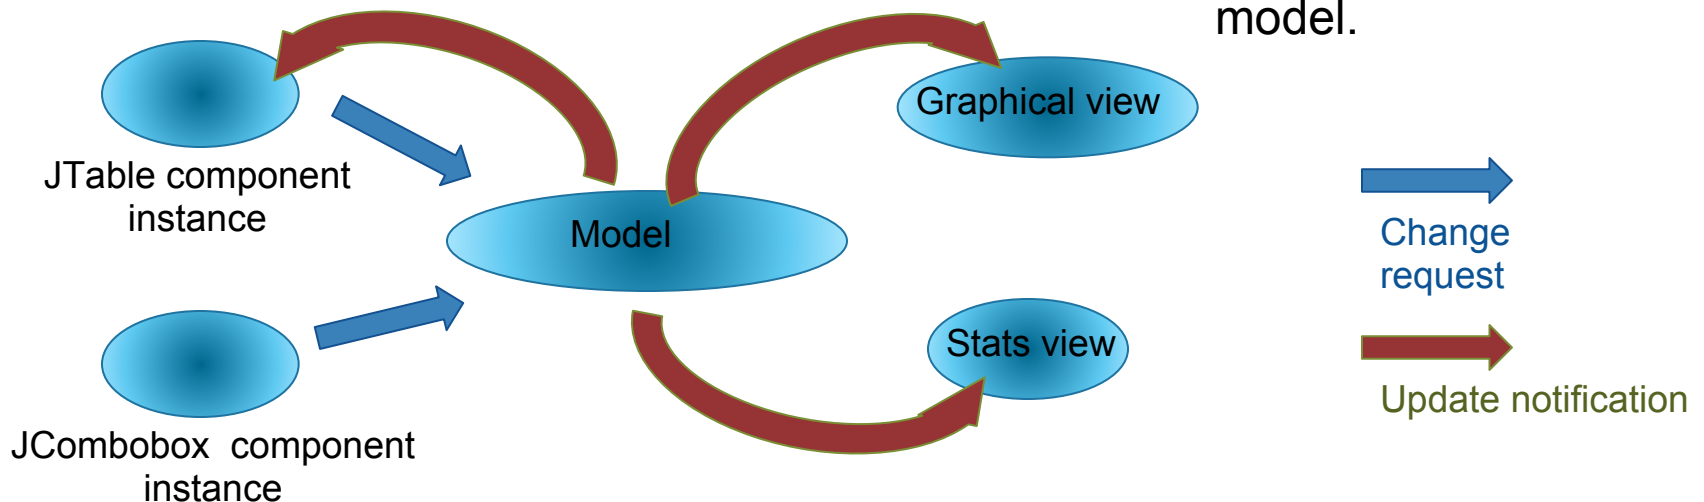 model.
Graphical view
JTable component
instance
Model
Change
request
Stats view
Update notification
JCombobox  component
instance